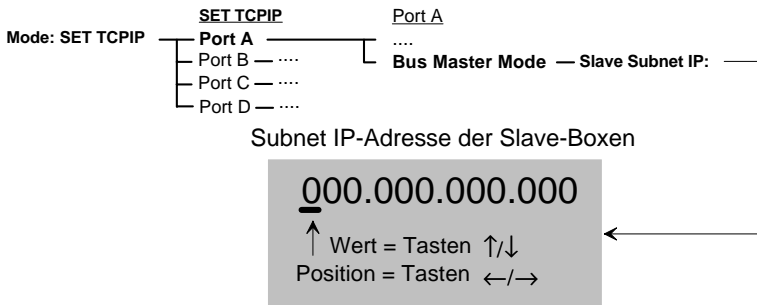 SET TCPIP Port A
Mode: SET TCPIP Port A ....
Port B .... Bus Master Mode Slave Subnet IP:
Port C ....
Port D ....
Subnet IP-Adresse der Slave-Boxen
000.000.000.000
↑ Wert = Tasten ↑/↓
Position = Tasten ←/→